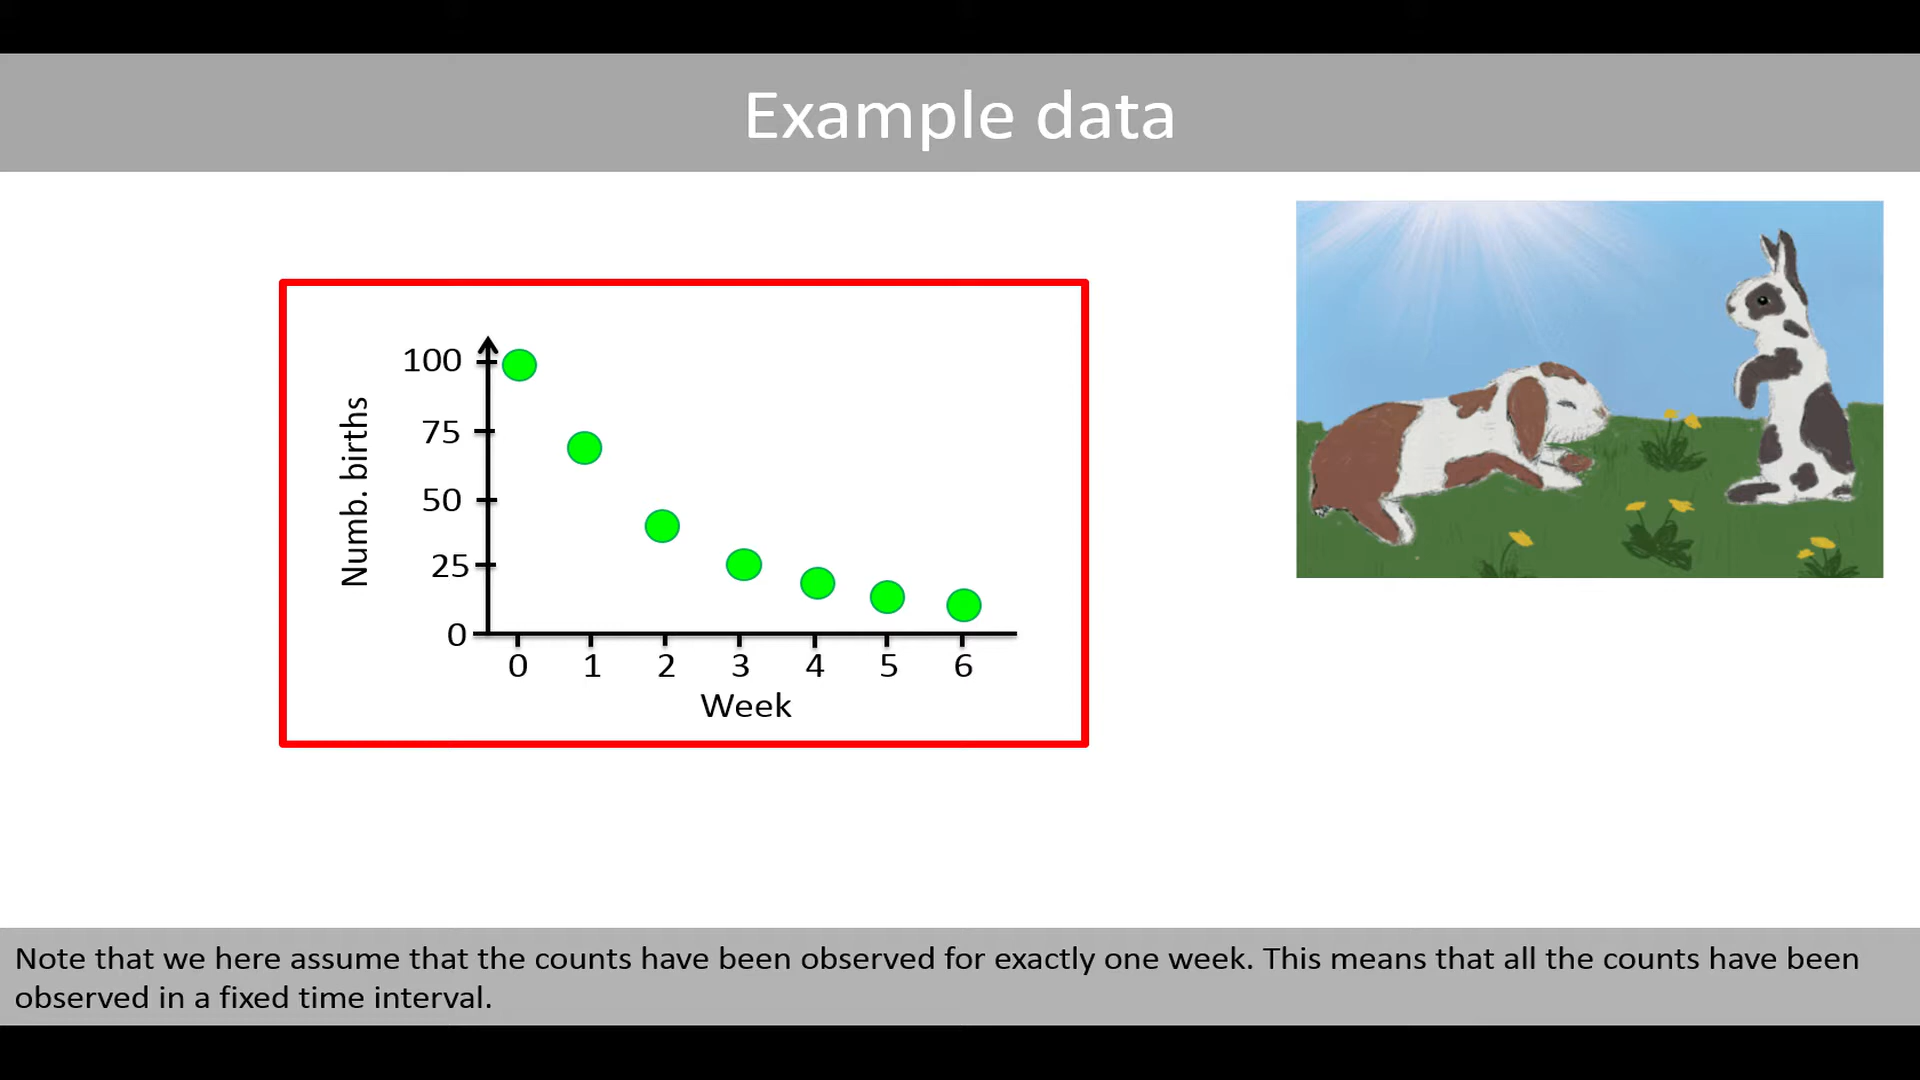 Example data
100
75
50
25
0
Numb. births
0 1 2 3 4 5 6
Week
Note that we here assume that the counts have been observed for exactly one week. This means that all the counts have been
observed in a fixed time interval.